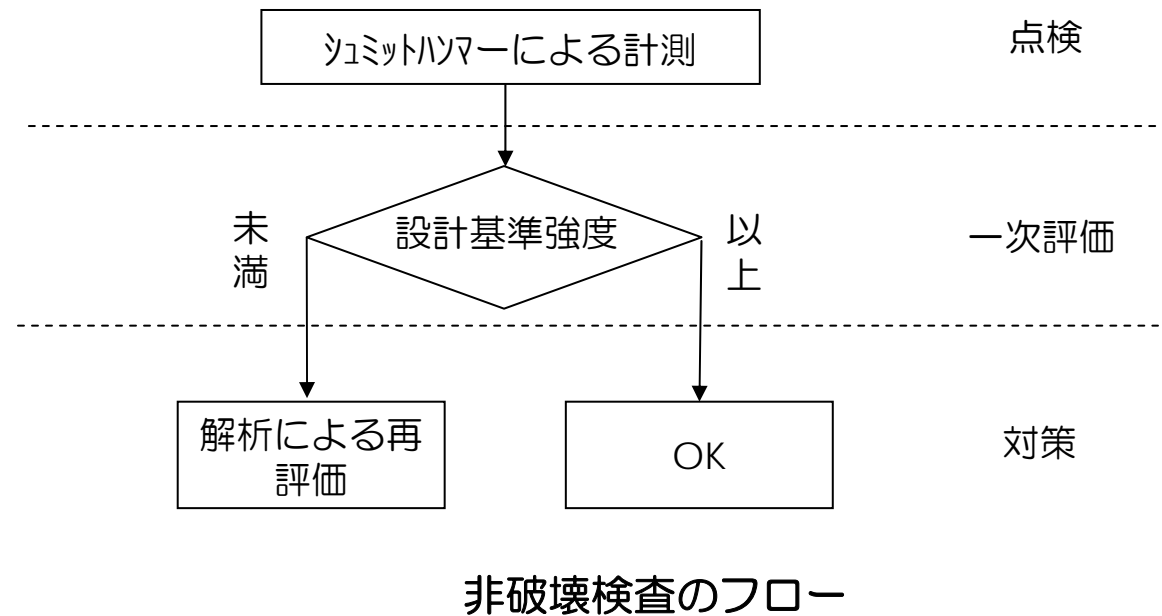 ｼｭﾐｯﾄﾊﾝﾏｰによる計測
点検
設計基準強度
未
満
以
上
一次評価
解析による再
評価
OK
対策
非破壊検査のフロー